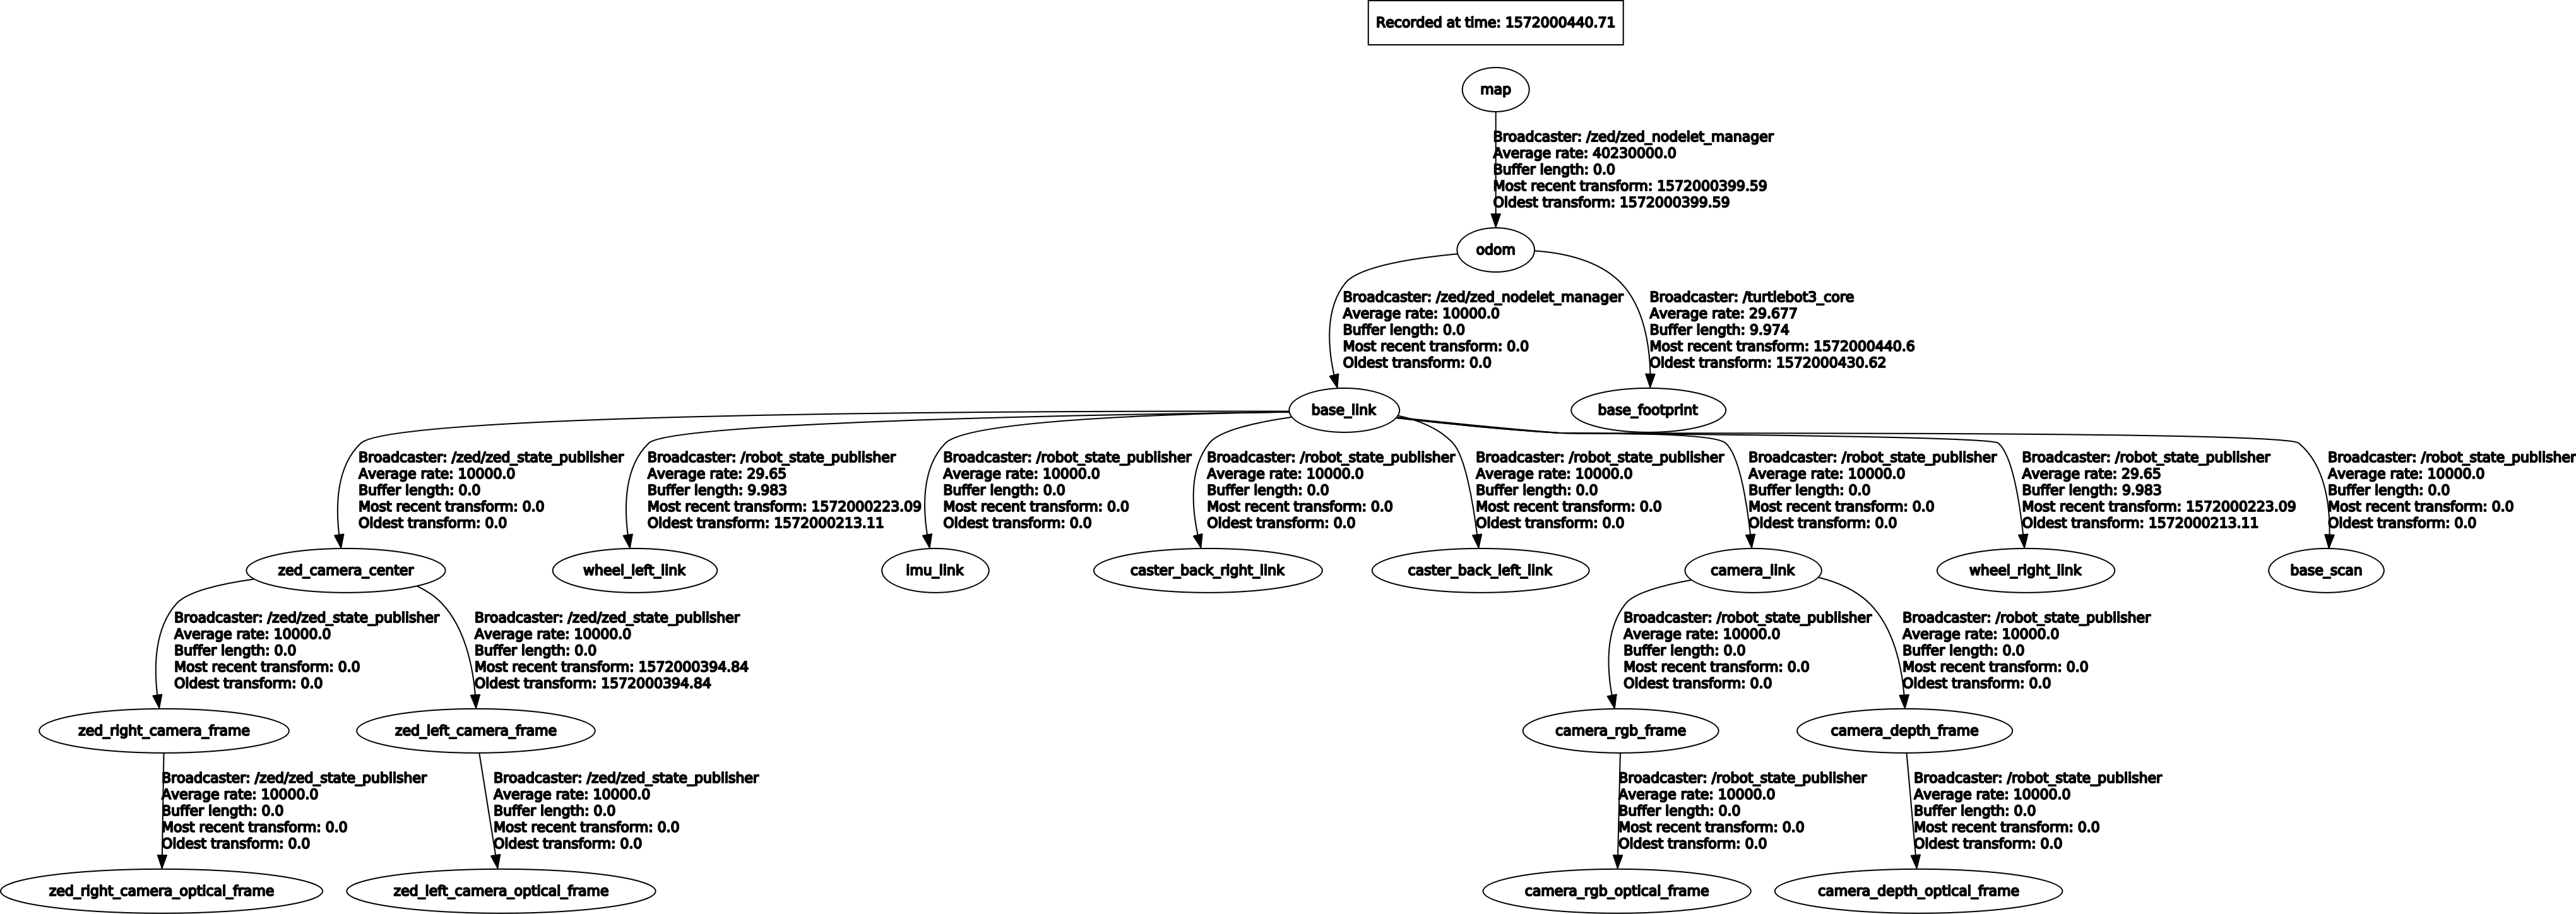 Recorded at time: 1572000440.71
map
Broadcaster: /zed/zed_nodelet_manager
Average rate: 40230000.0
Buffer length: 0.0
Most recent transform: 1572000399.59
Oldest transform: 1572000399.59
odom
Broadcaster: /zed/zed_nodelet_manager
Average rate: 10000.0
Buffer length: 0.0
Most recent transform: 0.0
Oldest transform: 0.0
Broadcaster: /turtlebot3_core
Average rate: 29.677
Buffer length: 9.974
Most recent transform: 1572000440.6
Oldest transform: 1572000430.62
base_link
base_footprint
Broadcaster: /zed/zed_state_publisher
Average rate: 10000.0
Buffer length: 0.0
Most recent transform: 0.0
Oldest transform: 0.0
Broadcaster: /robot_state_publisher
Average rate: 29.65
Buffer length: 9.983
Most recent transform: 1572000223.09
Oldest transform: 1572000213.11
Broadcaster: /robot_state_publisher
Average rate: 10000.0
Buffer length: 0.0
Most recent transform: 0.0
Oldest transform: 0.0
Broadcaster: /robot_state_publisher
Average rate: 10000.0
Buffer length: 0.0
Most recent transform: 0.0
Oldest transform: 0.0
Broadcaster: /robot_state_publisher
Average rate: 10000.0
Buffer length: 0.0
Most recent transform: 0.0
Oldest transform: 0.0
Broadcaster: /robot_state_publisher
Average rate: 10000.0
Buffer length: 0.0
Most recent transform: 0.0
Oldest transform: 0.0
Broadcaster: /robot_state_publisher
Average rate: 29.65
Buffer length: 9.983
Most recent transform: 1572000223.09
Oldest transform: 1572000213.11
Broadcaster: /robot_state_publisher
Average rate: 10000.0
Buffer length: 0.0
Most recent transform: 0.0
Oldest transform: 0.0
zed_camera_center
wheel_left_link
imu_link
caster_back_right_link
caster_back_left_link
camera_link
wheel_right_link
base_scan
Broadcaster: /zed/zed_state_publisher
Average rate: 10000.0
Buffer length: 0.0
Most recent transform: 0.0
Oldest transform: 0.0
Broadcaster: /zed/zed_state_publisher
Average rate: 10000.0
Buffer length: 0.0
Most recent transform: 1572000394.84
Oldest transform: 1572000394.84
Broadcaster: /robot_state_publisher
Average rate: 10000.0
Buffer length: 0.0
Most recent transform: 0.0
Oldest transform: 0.0
Broadcaster: /robot_state_publisher
Average rate: 10000.0
Buffer length: 0.0
Most recent transform: 0.0
Oldest transform: 0.0
zed_right_camera_frame
zed_left_camera_frame
camera_rgb_frame
camera_depth_frame
Broadcaster: /zed/zed_state_publisher
Average rate: 10000.0
Buffer length: 0.0
Most recent transform: 0.0
Oldest transform: 0.0
Broadcaster: /zed/zed_state_publisher
Average rate: 10000.0
Buffer length: 0.0
Most recent transform: 0.0
Oldest transform: 0.0
Broadcaster: /robot_state_publisher
Average rate: 10000.0
Buffer length: 0.0
Most recent transform: 0.0
Oldest transform: 0.0
Broadcaster: /robot_state_publisher
Average rate: 10000.0
Buffer length: 0.0
Most recent transform: 0.0
Oldest transform: 0.0
zed_right_camera_optical_frame
zed_left_camera_optical_frame
camera_rgb_optical_frame
camera_depth_optical_frame